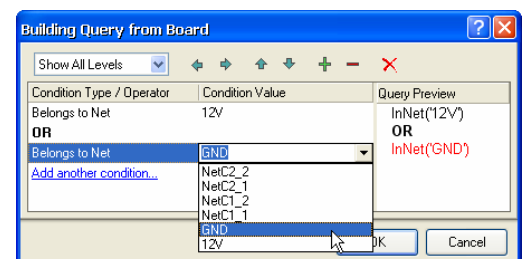 Building Query from Board
Show All Levels
Condition Type / Operator Condition Value Query Preview
Belongs to Net 12V InNet('12V')
OR OR
Belongs to Net GND InNet('GND')
Add another condition...
NetC2_2
NetC2_1
NetC1_2
NetC1_1
GND
12V
Cancel